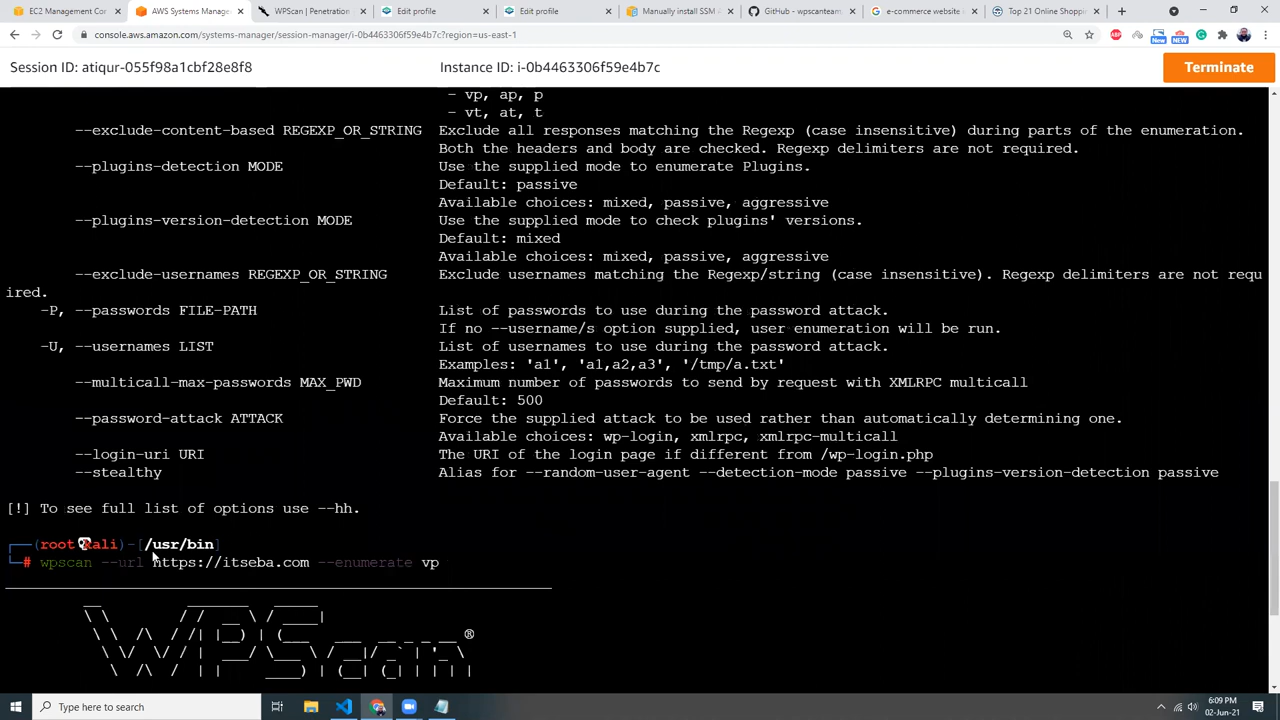 EC2 Management Con
AWS Systems Manage
WPScan | Penetration
Edit profile
Edit profile
Manually install SSM A
GitHub - wpscanteam
e-commerce website
Top 21 Online Shoppi
console.aws.amazon.com/systems-manager/session-manager/i-0b4463306f59e4b7c?region=us-east-1
Session ID: atiqur-055f98a1cbf28e8f8 Instance ID: i-0b4463306f59e4b7c Terminate
- vp, ap, p
- vt, at, t
--exclude-content-based REGEXP_OR_STRING Exclude all responses matching the Regexp (case insensitive) during parts of the enumeration.
Both the headers and body are checked. Regexp delimiters are not required.
--plugins-detection MODE Use the supplied mode to enumerate Plugins.
Default: passive
Available choices: mixed, passive, aggressive
--plugins-version-detection MODE Use the supplied mode to check plugins' versions.
Default: mixed
Available choices: mixed, passive, aggressive
--exclude-usernames REGEXP_OR_STRING Exclude usernames matching the Regexp/string (case insensitive). Regexp delimiters are not requ
ired.
-P, --passwords FILE-PATH List of passwords to use during the password attack.
If no --username/s option supplied, user enumeration will be run.
-U, --usernames LIST List of usernames to use during the password attack.
Examples: 'a1', 'a1,a2,a3', '/tmp/a.txt'
--multicall-max-passwords MAX_PWD Maximum number of passwords to send by request with XMLRPC multicall
Default: 500
--password-attack ATTACK Force the supplied attack to be used rather than automatically determining one.
Available choices: wp-login, xmlrpc, xmlrpc-multicall
--login-uri URI The URI of the login page if different from /wp-login.php
--stealthy Alias for --random-user-agent --detection-mode passive --plugins-version-detection passive
[!] To see full list of options use --hh.
(root💀kali)-[/usr/bin]
# wpscan --url https://itseba.com --enumerate vp
WPScan ®
Type here to search
6:09 PM
02-Jun-21